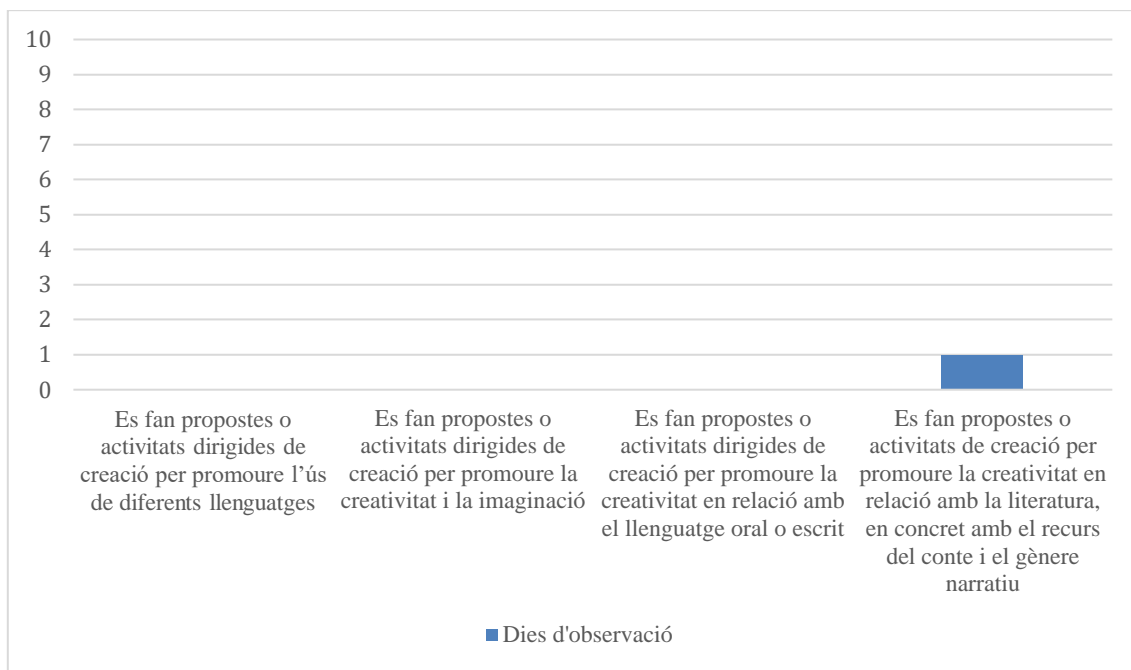 10
9
8
7
6
5
4
3
2
1
0
Es fan propostes o
activitats dirigides de
creació per promoure l’ús
de diferents llenguatges
Es fan propostes o
activitats dirigides de
creació per promoure la
creativitat i la imaginació
Es fan propostes o
activitats dirigides de
creació per promoure la
creativitat en relació amb
el llenguatge oral o escrit
Es fan propostes o
activitats de creació per
promoure la creativitat en
relació amb la literatura,
en concret amb el recurs
del conte i el gènere
narratiu
Dies d'observació